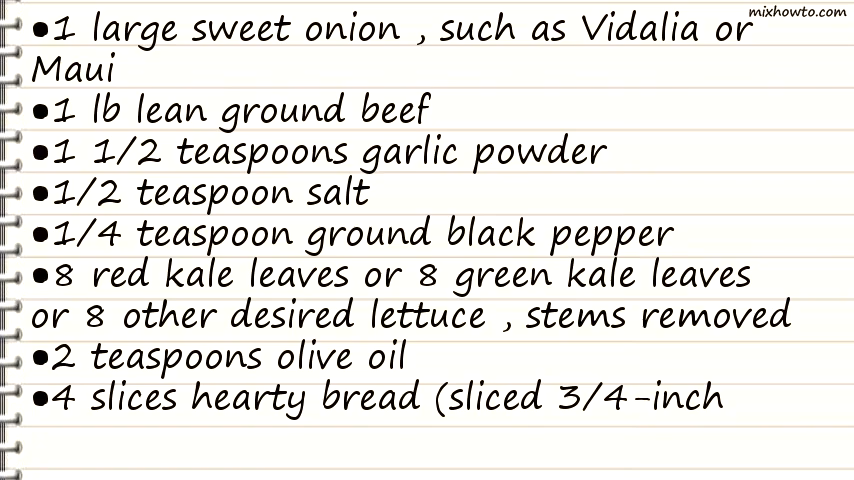 mixhowto.com
•1 large sweet onion , such as Vidalia or
Maui
•1 lb lean ground beef
•1 1/2 teaspoons garlic powder
•1/2 teaspoon salt
•1/4 teaspoon ground black pepper
•8 red kale leaves or 8 green kale leaves
or 8 other desired lettuce , stems removed
•2 teaspoons olive oil
•4 slices hearty bread (sliced 3/4-inch